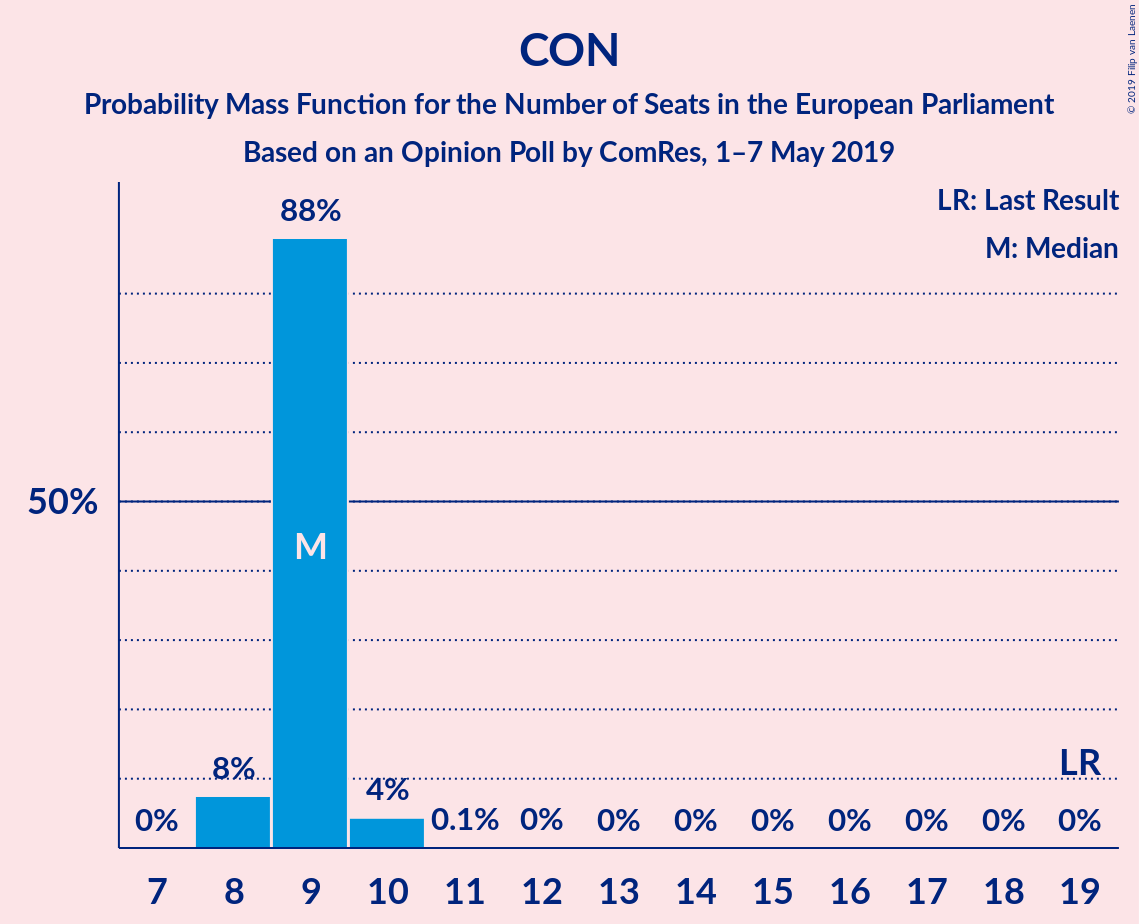 CON
Probability Mass Function for the Number of Seats in the European Parliament
Based on an Opinion Poll by ComRes, 1–7 May 2019
© 2019 Filip van Laenen
LR: Last Result
M: Median
88%
50%
M
8%
4%
LR
0%
0.1%
0%
0%
0%
0%
0%
0%
0%
0%
7 8 9 10 11 12 13 14 15 16 17 18 19